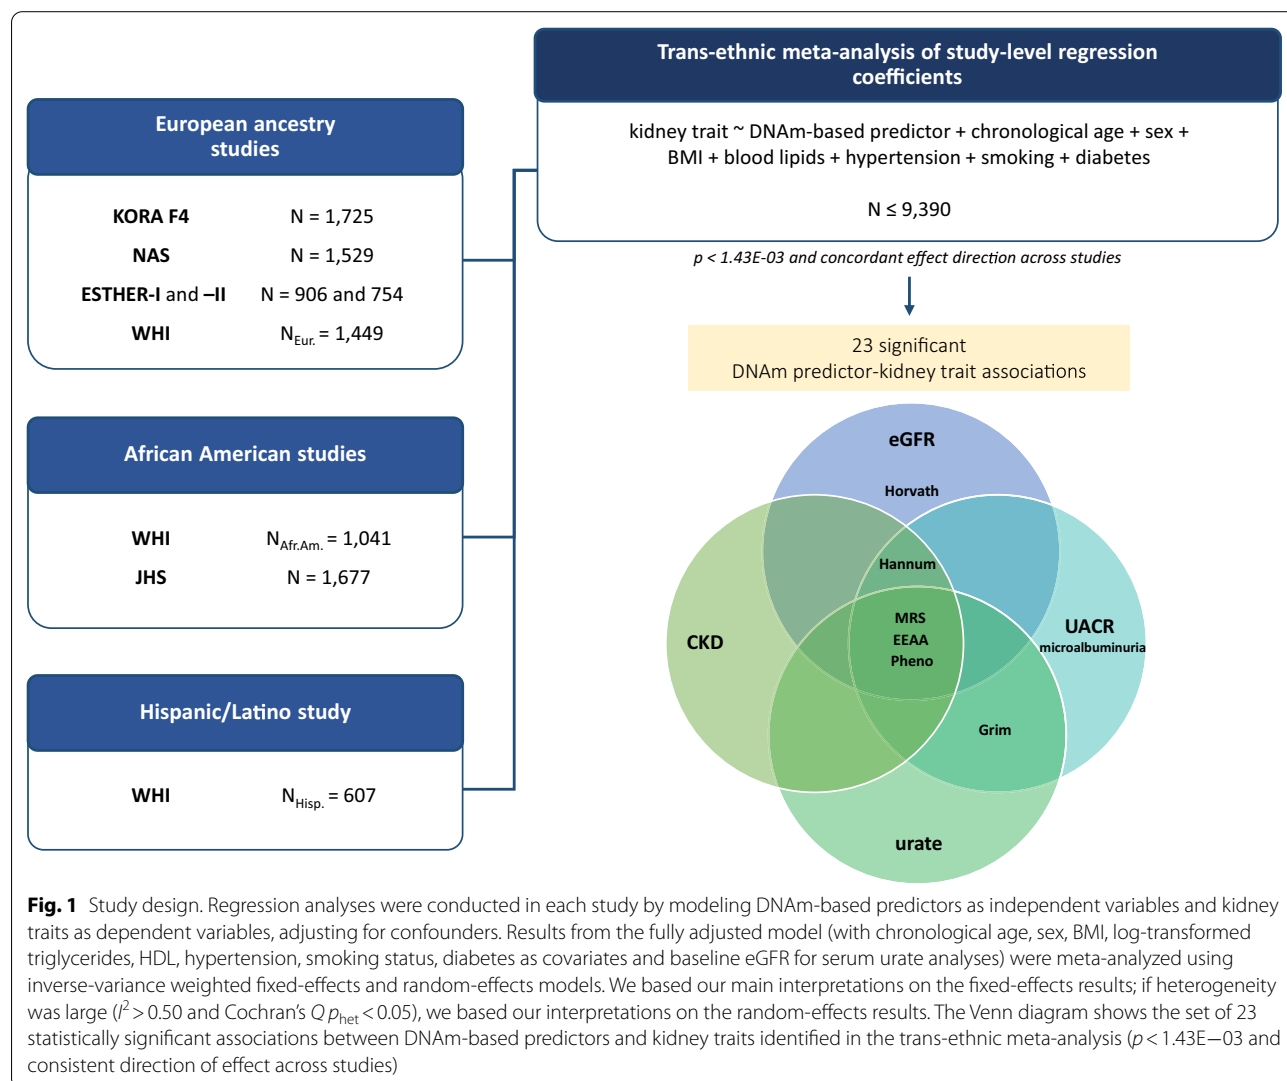 European ancestry
studies
KORA F4 N = 1,725
NAS N = 1,529
ESTHER-I and –II N = 906 and 754
WHI N Eur. = 1,449
African American studies
WHI N Afr.Am. = 1,041
JHS N = 1,677
Hispanic/Latino study
WHI N Hisp. = 607
Trans-ethnic meta-analysis of study-level regression
coefficients
kidney trait ~ DNAm-based predictor + chronological age + sex +
BMI + blood lipids + hypertension + smoking + diabetes
N ≤ 9,390
p < 1.43E-03 and concordant effect direction across studies
23 significant
DNAm predictor-kidney trait associations
eGFR
Horvath
Hannum
MRS
EEAA
Pheno
CKD
UACR
microalbuminuria
Grim
urate
Fig. 1 Study design. Regression analyses were conducted in each study by modeling DNAm-based predictors as independent variables and kidney
traits as dependent variables, adjusting for confounders. Results from the fully adjusted model (with chronological age, sex, BMI, log-transformed
triglycerides, HDL, hypertension, smoking status, diabetes as covariates and baseline eGFR for serum urate analyses) were meta-analyzed using
inverse-variance weighted fixed-effects and random-effects models. We based our main interpretations on the fixed-effects results; if heterogeneity
was large (I² > 0.50 and Cochran's Q p het < 0.05), we based our interpretations on the random-effects results. The Venn diagram shows the set of 23
statistically significant associations between DNAm-based predictors and kidney traits identified in the trans-ethnic meta-analysis (p < 1.43E−03 and
consistent direction of effect across studies)